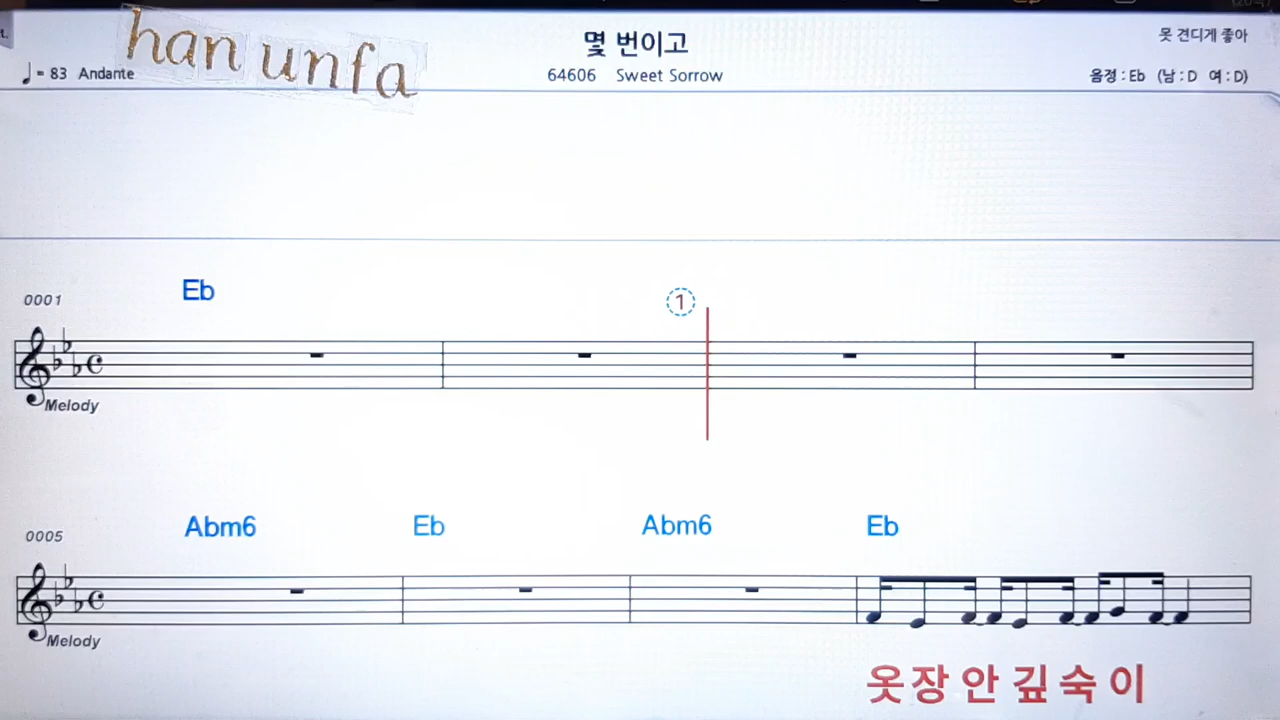 han unfa
몇 번이고
못 견디게 좋아
♩= 83 Andante
64606 Sweet Sorrow
음정 : Eb (남 : D 여 : D)
Eb
0001
1
Melody
Abm6 Eb Abm6 Eb
0005
Melody
옷장 안 깊숙이